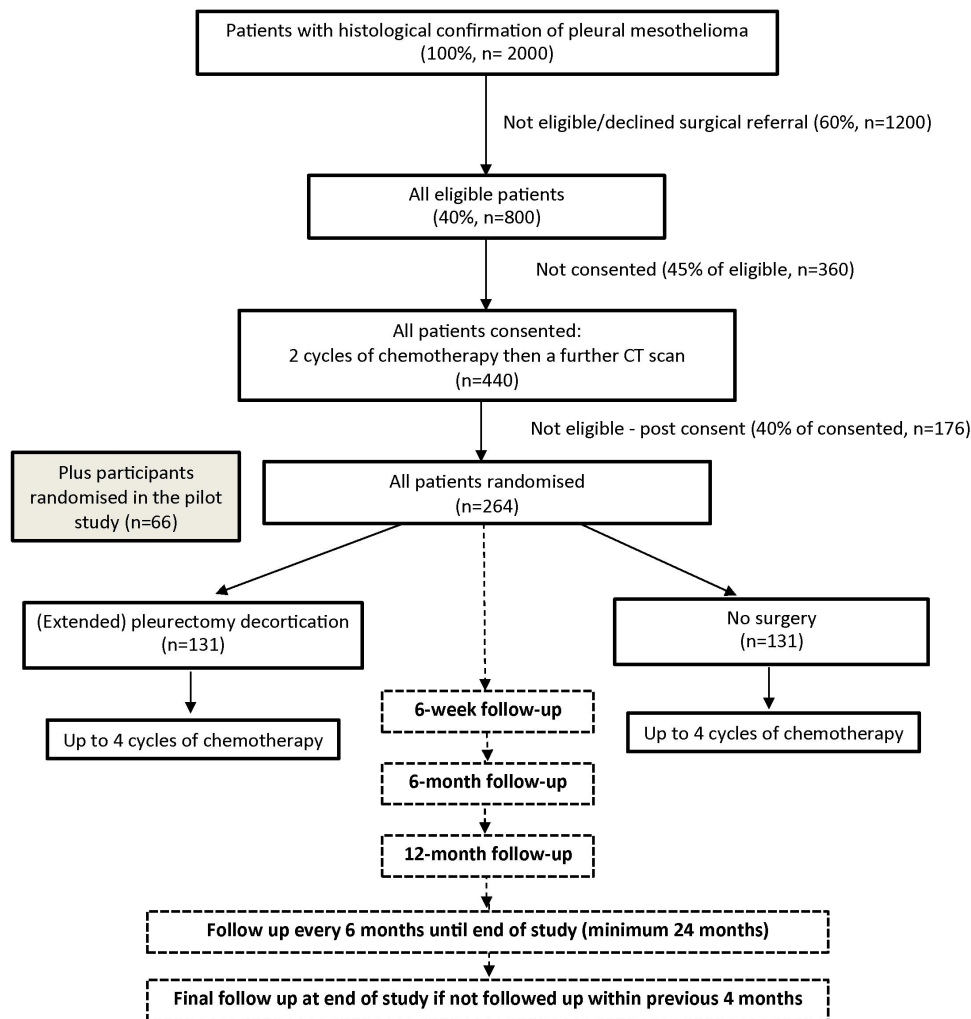 Patients with histological confirmation of pleural mesothelioma
(100%, n= 2000)
Not eligible/declined surgical referral (60%, n=1200)
All eligible patients
(40%, n=800)
Not consented (45% of eligible, n=360)
All patients consented:
2 cycles of chemotherapy then a further CT scan
(n=440)
Not eligible - post consent (40% of consented, n=176)
Plus participants
randomised in the pilot
study (n=66)
All patients randomised
(n=264)
(Extended) pleurectomy decortication
(n=131)
No surgery
(n=131)
Up to 4 cycles of chemotherapy
Up to 4 cycles of chemotherapy
6-week follow-up
6-month follow-up
12-month follow-up
Follow up every 6 months until end of study (minimum 24 months)
Final follow up at end of study if not followed up within previous 4 months